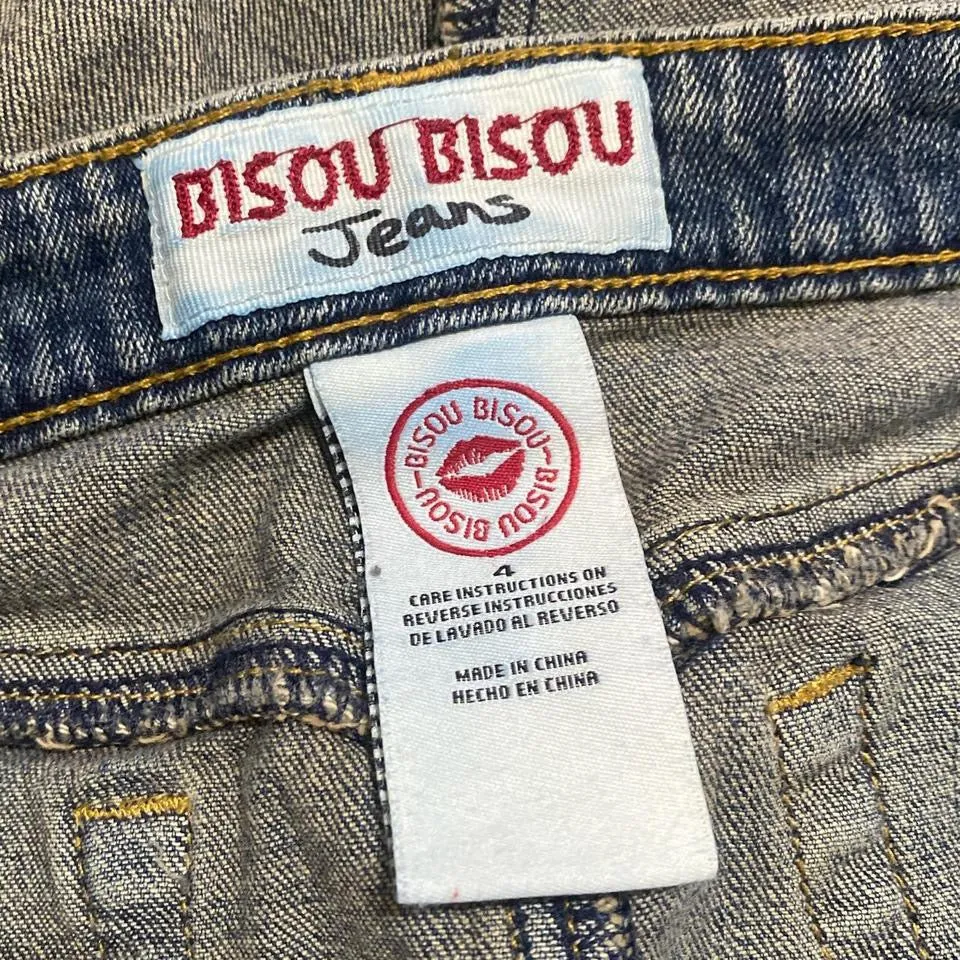 BISOU BISOU
Jeans
BISOU BISOU-BISOU BISOU-
4
CARE INSTRUCTIONS ON
REVERSE INSTRUCCIONES
DE LAVADO AL REVERSO
MADE IN CHINA
HECHO EN CHINA